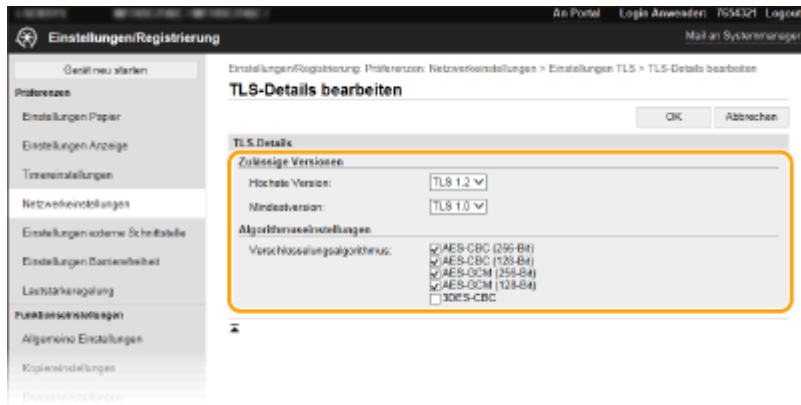 An Portal Login Anwender: 7654321 Logout
Einstellungen/Registrierung
Mail an Systemmanager
Gerät neu starten
Präferenzen
Einstellungen Papier
Einstellungen Anzeige
Timereinstellungen
Netzwerkeinstellungen
Einstellungen externe Schnittstelle
Einstellungen Barrierefreiheit
Lautstärkeregelung
Funktionseinstellungen
Allgemeine Einstellungen
Kopiereinstellungen
Druckeinstellungen
Einstellungen/Registrierung: Präferenzen: Netzwerkeinstellungen > Einstellungen TLS > TLS-Details bearbeiten
TLS-Details bearbeiten
OK Abbrechen
TLS-Details
Zulässige Versionen
Höchste Version: TLS 1.2
Mindestversion: TLS 1.0
Algorithmuseinstellungen
Verschlüsselungsalgorithmus: AES-CBC (256-Bit)
AES-CBC (128-Bit)
AES-GCM (256-Bit)
AES-GCM (128-Bit)
3DES-CBC